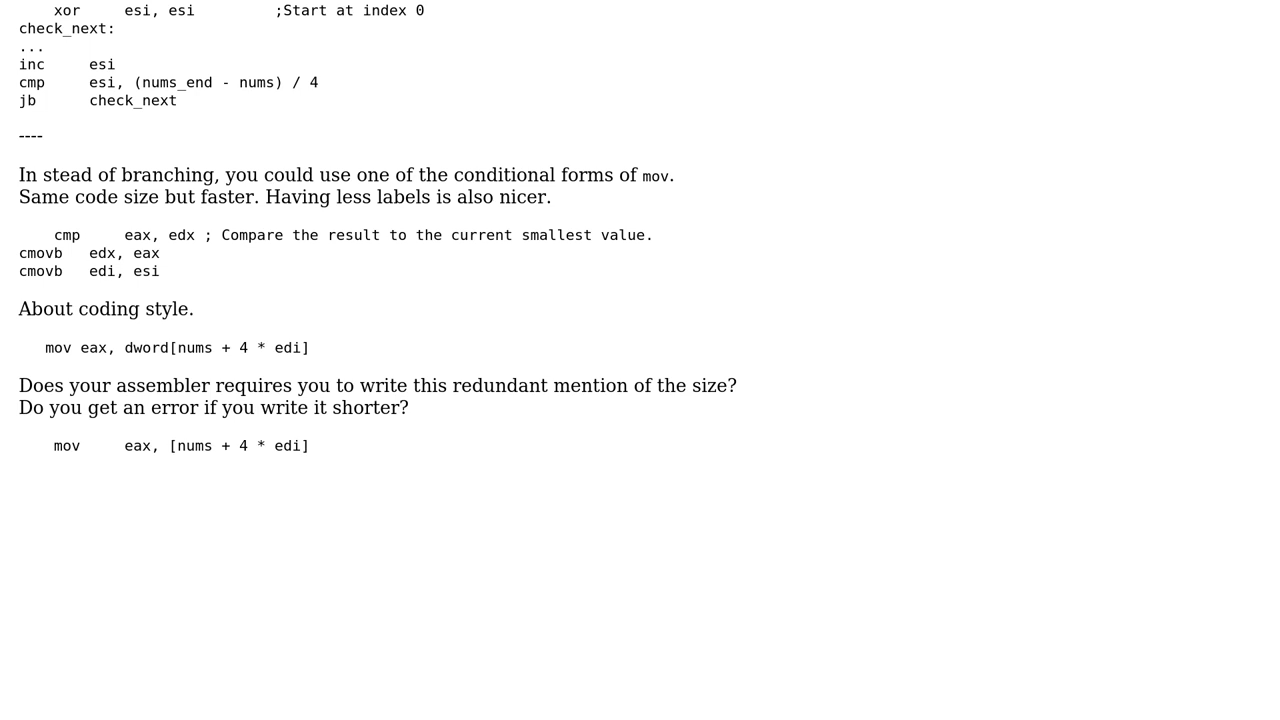 xor     esi, esi         ;Start at index 0
check_next:
...
inc     esi
cmp     esi, (nums_end - nums) / 4
jb      check_next
----
In stead of branching, you could use one of the conditional forms of mov.
Same code size but faster. Having less labels is also nicer.
    cmp     eax, edx ; Compare the result to the current smallest value.
cmovb   edx, eax
cmovb   edi, esi
About coding style.
   mov eax, dword[nums + 4 * edi]
Does your assembler requires you to write this redundant mention of the size?
Do you get an error if you write it shorter?
    mov     eax, [nums + 4 * edi]